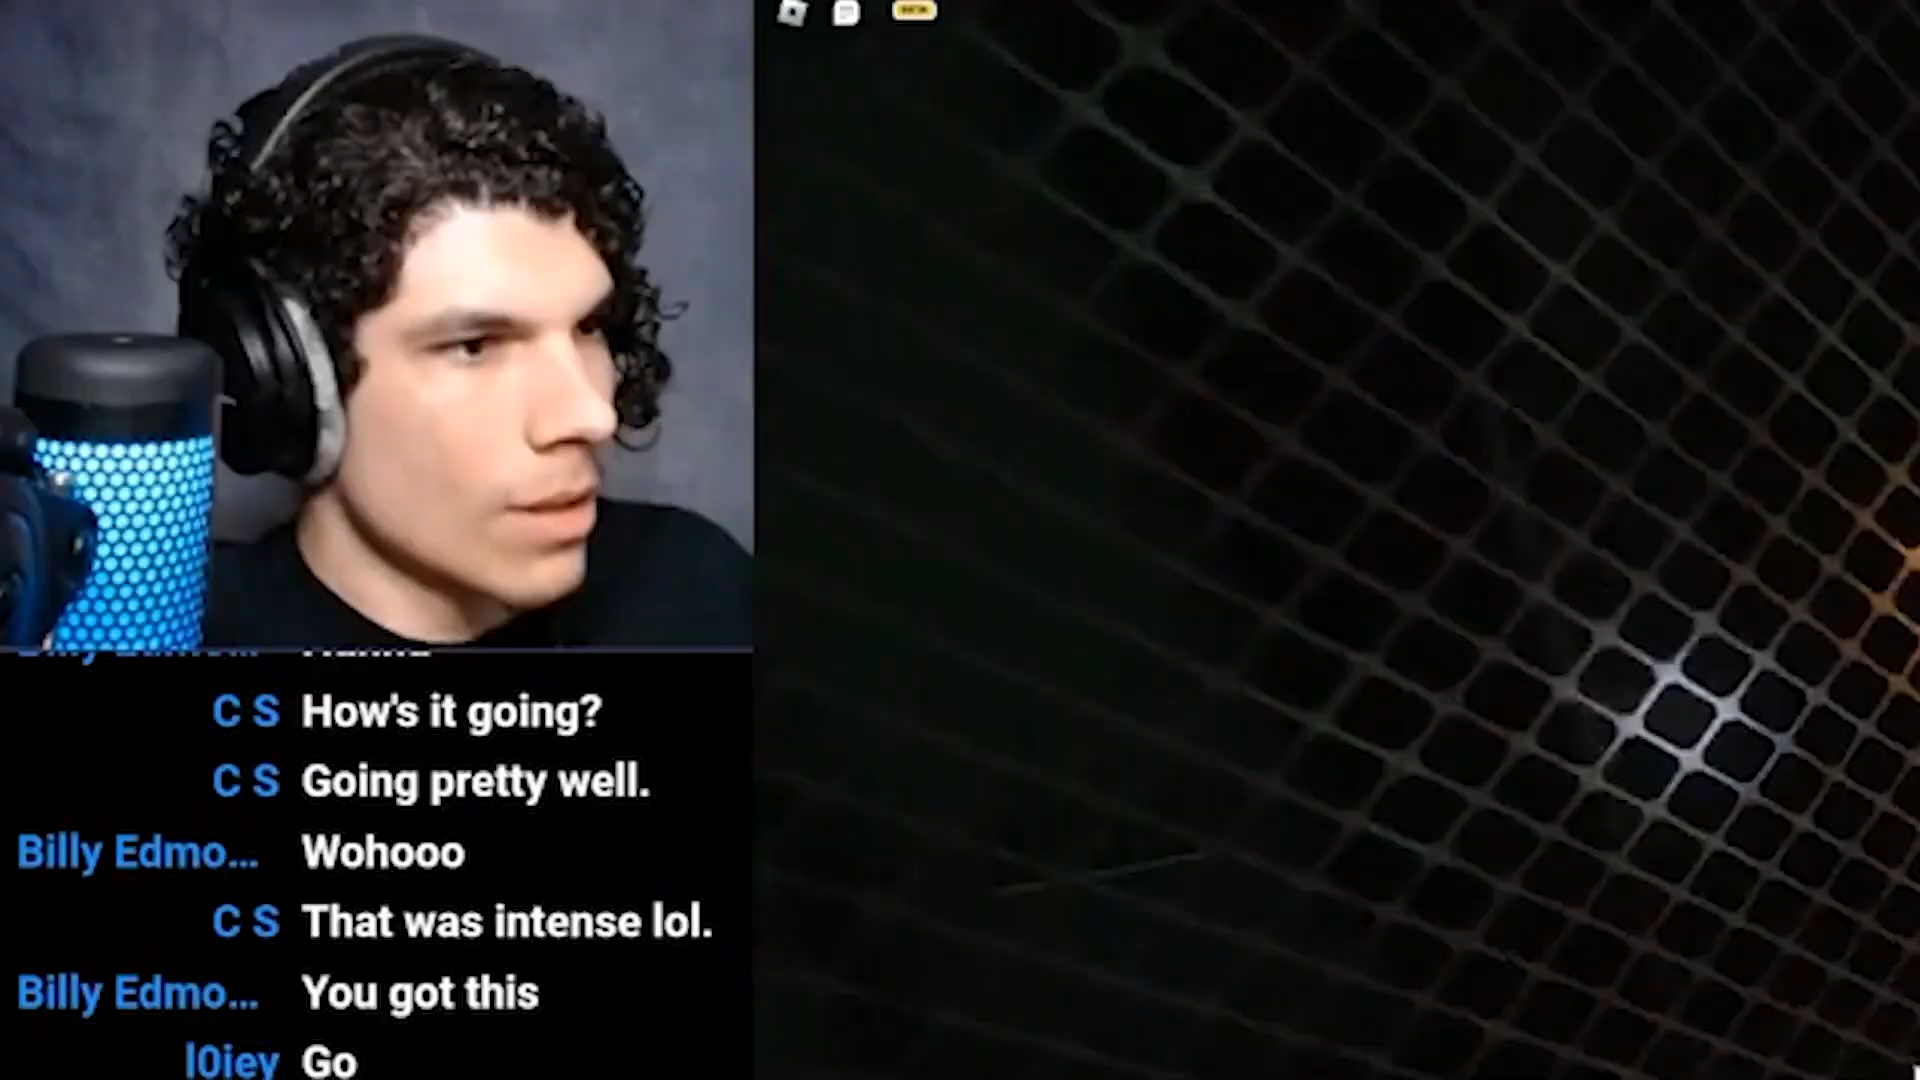 C S How's it going?
C S Going pretty well.
Billy Edmo... Wohooo
C S That was intense lol.
Billy Edmo... You got this
l0iey Go